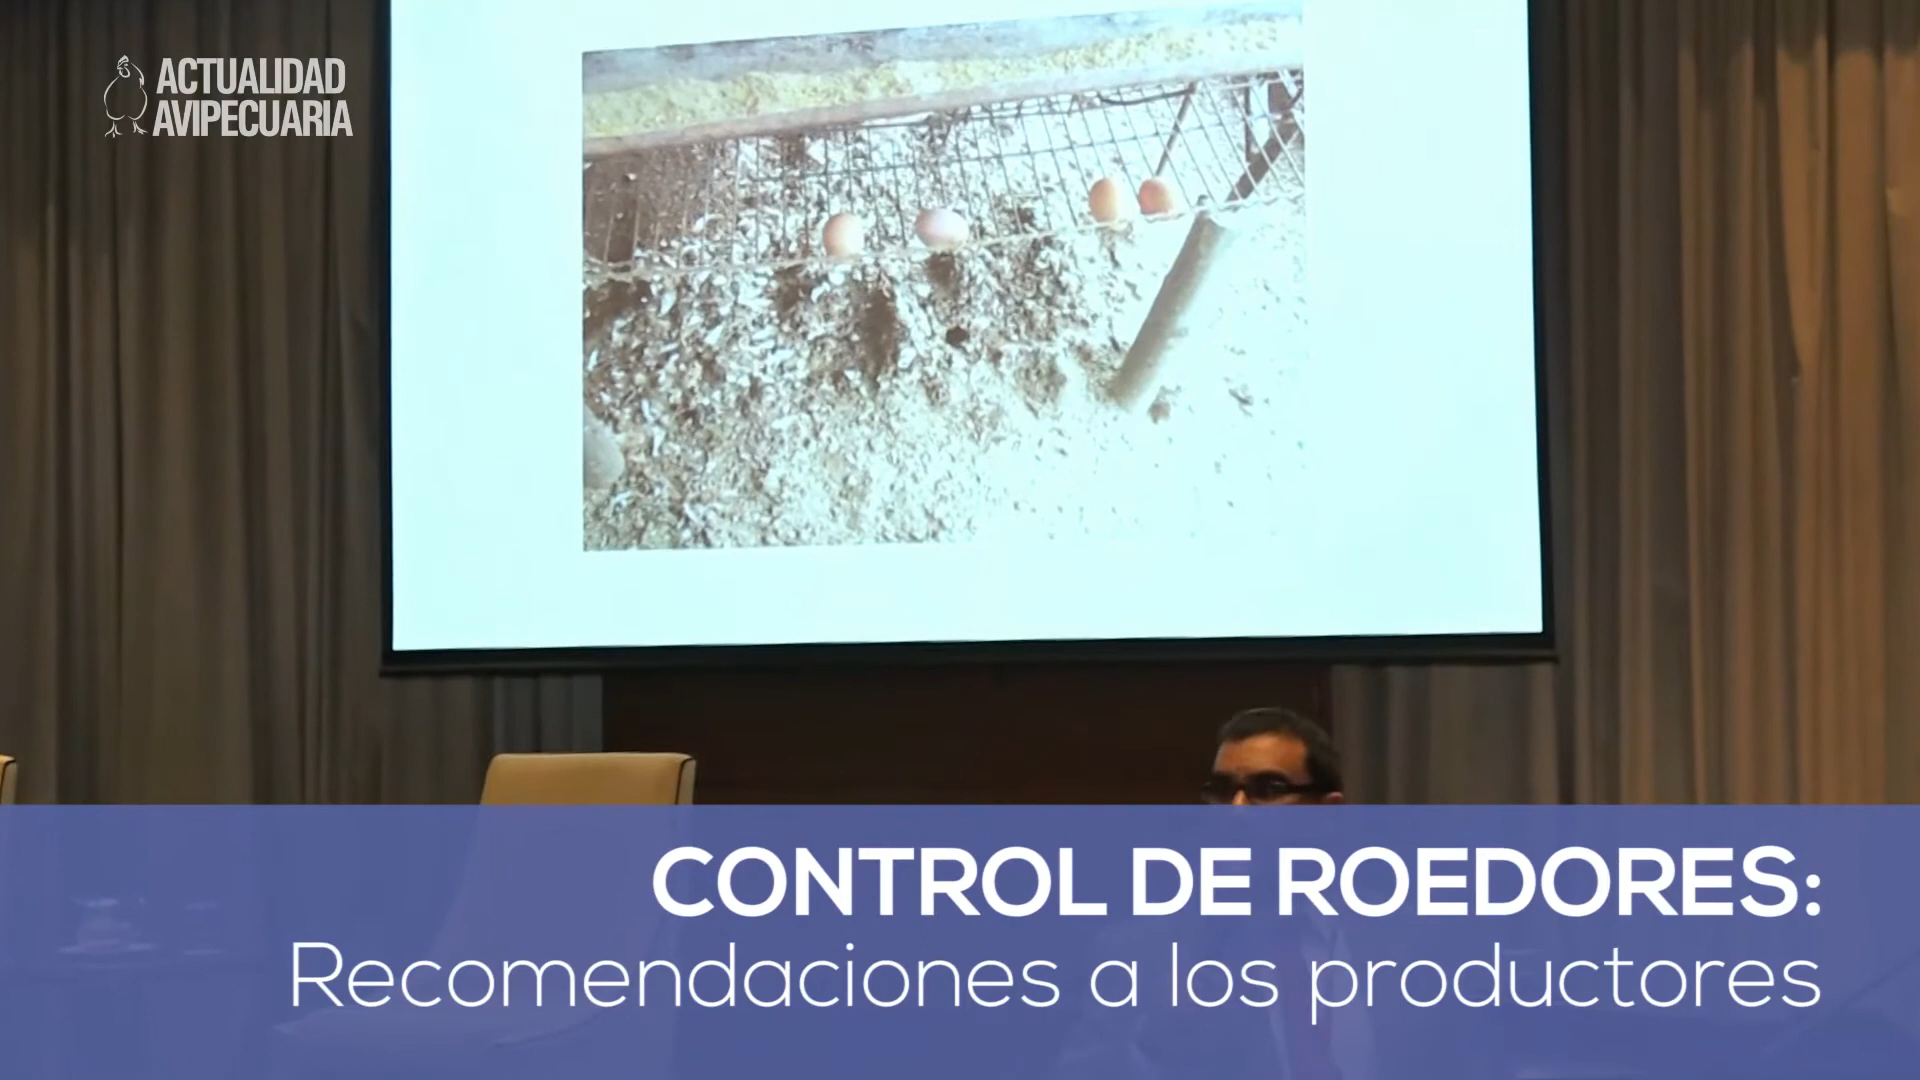 ACTUALIDAD
AVIPECUARIA
CONTROL DE ROEDORES:
Recomendaciones a los productores